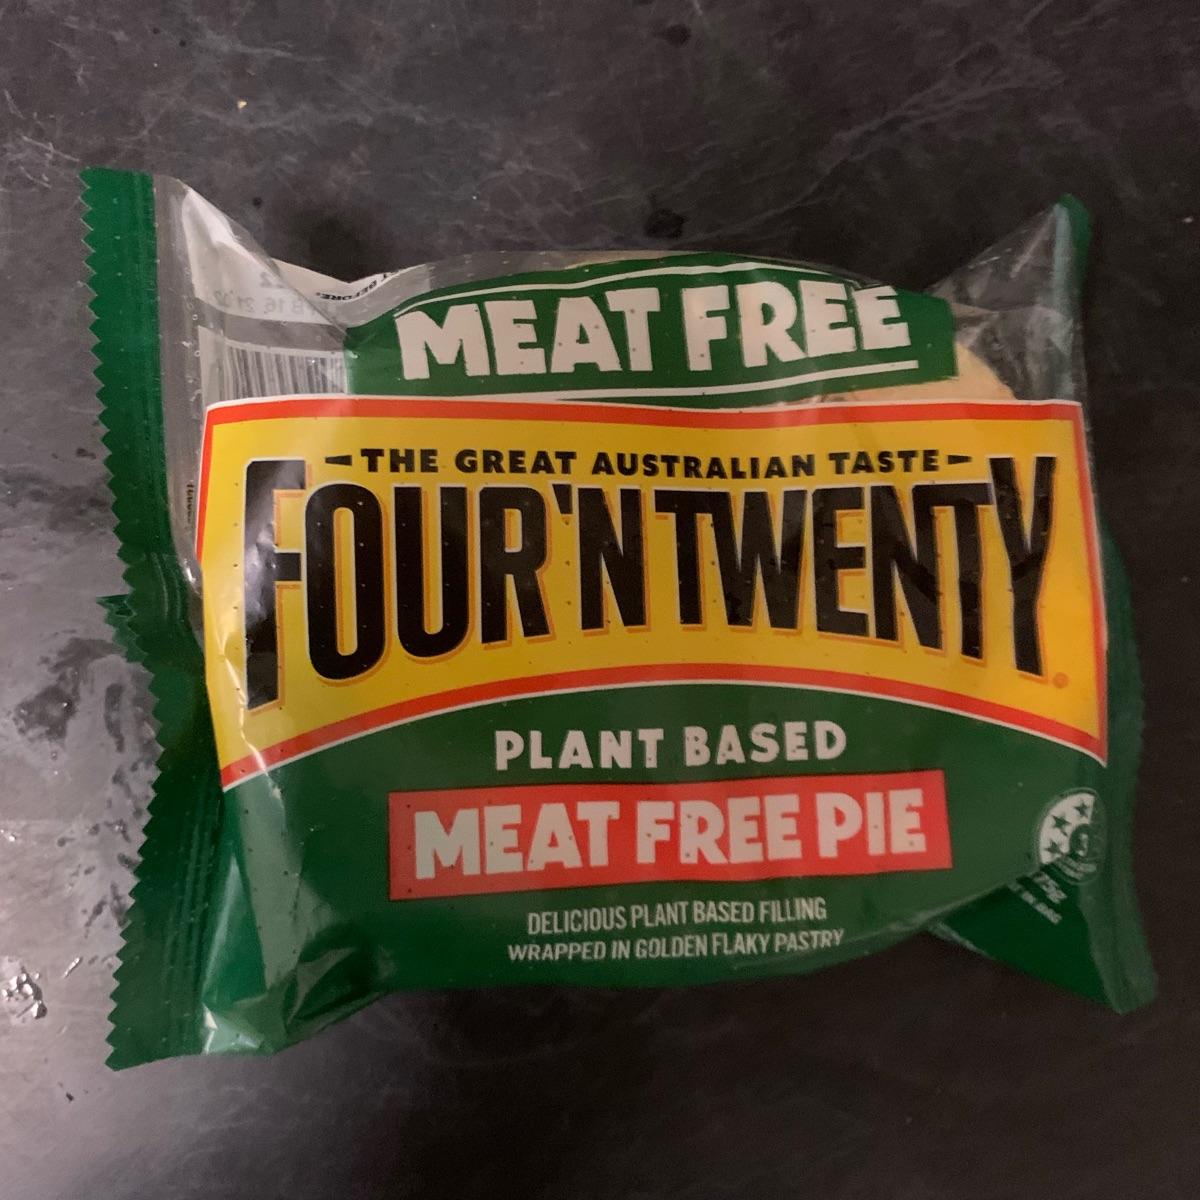 BEFORE:
MEAT FREE
THE GREAT AUSTRALIAN TASTE
FOUR'N TWENTY
PLANT BASED
MEAT FREE PIE
DELICIOUS PLANT BASED FILLING
WRAPPED IN GOLDEN FLAKY PASTRY